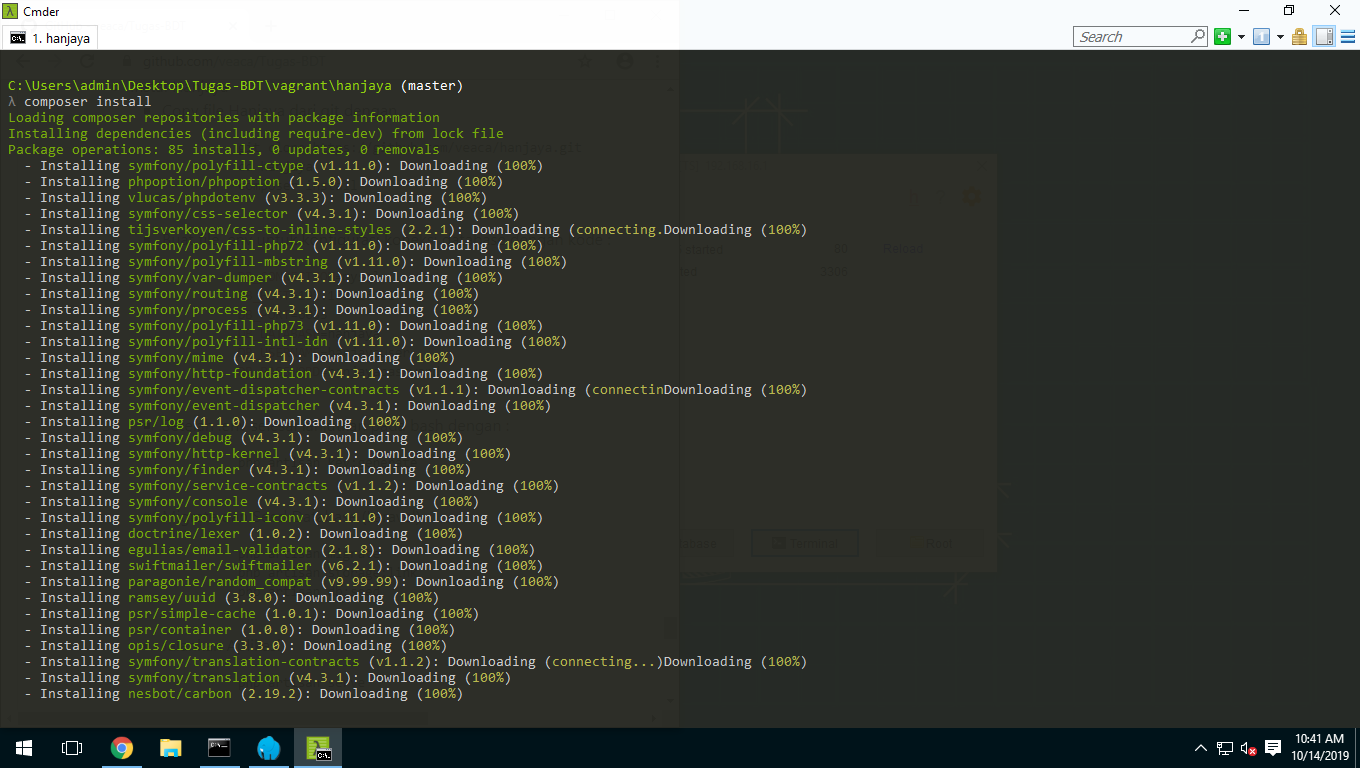 Cmder
1. hanjaya
Search
C:\Users\admin\Desktop\Tugas-BDT\vagrant\hanjaya (master)
λ composer install
Loading composer repositories with package information
Installing dependencies (including require-dev) from lock file
Package operations: 85 installs, 0 updates, 0 removals
- Installing symfony/polyfill-ctype (v1.11.0): Downloading (100%)
- Installing phpoption/phpoption (1.5.0): Downloading (100%)
- Installing vlucas/phpdotenv (v3.3.3): Downloading (100%)
- Installing symfony/css-selector (v4.3.1): Downloading (100%)
- Installing tijsverkoyen/css-to-inline-styles (2.2.1): Downloading (connecting.Downloading (100%)
- Installing symfony/polyfill-php72 (v1.11.0): Downloading (100%)
- Installing symfony/polyfill-mbstring (v1.11.0): Downloading (100%)
- Installing symfony/var-dumper (v4.3.1): Downloading (100%)
- Installing symfony/routing (v4.3.1): Downloading (100%)
- Installing symfony/process (v4.3.1): Downloading (100%)
- Installing symfony/polyfill-php73 (v1.11.0): Downloading (100%)
- Installing symfony/polyfill-intl-idn (v1.11.0): Downloading (100%)
- Installing symfony/mime (v4.3.1): Downloading (100%)
- Installing symfony/http-foundation (v4.3.1): Downloading (100%)
- Installing symfony/event-dispatcher-contracts (v1.1.1): Downloading (connectinDownloading (100%)
- Installing symfony/event-dispatcher (v4.3.1): Downloading (100%)
- Installing psr/log (1.1.0): Downloading (100%)
- Installing symfony/debug (v4.3.1): Downloading (100%)
- Installing symfony/http-kernel (v4.3.1): Downloading (100%)
- Installing symfony/finder (v4.3.1): Downloading (100%)
- Installing symfony/service-contracts (v1.1.2): Downloading (100%)
- Installing symfony/console (v4.3.1): Downloading (100%)
- Installing symfony/polyfill-iconv (v1.11.0): Downloading (100%)
- Installing doctrine/lexer (1.0.2): Downloading (100%)
- Installing egulias/email-validator (2.1.8): Downloading (100%)
- Installing swiftmailer/swiftmailer (v6.2.1): Downloading (100%)
- Installing paragonie/random_compat (v9.99.99): Downloading (100%)
- Installing ramsey/uuid (3.8.0): Downloading (100%)
- Installing psr/simple-cache (1.0.1): Downloading (100%)
- Installing psr/container (1.0.0): Downloading (100%)
- Installing opis/closure (3.3.0): Downloading (100%)
- Installing symfony/translation-contracts (v1.1.2): Downloading (connecting...)Downloading (100%)
- Installing symfony/translation (v4.3.1): Downloading (100%)
- Installing nesbot/carbon (2.19.2): Downloading (100%)
10:41 AM
10/14/2019